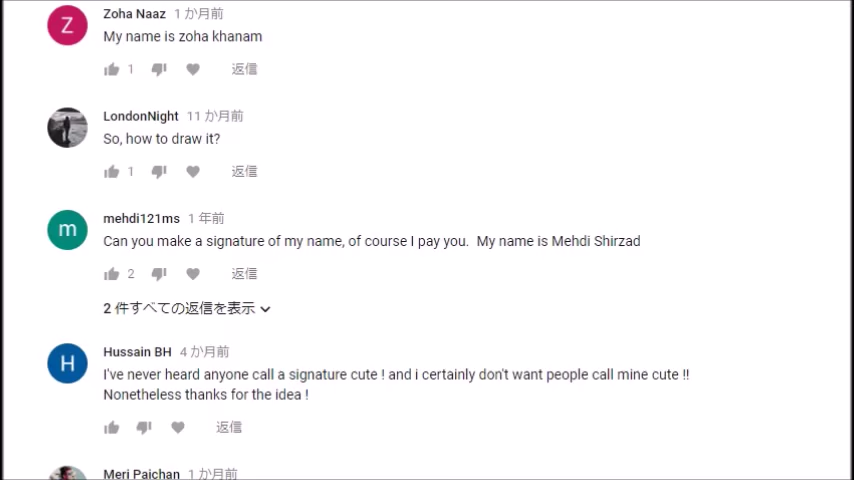 Zoha Naaz 1 か月前
My name is zoha khanam
1 返信
LondonNight 11 か月前
So, how to draw it?
1 返信
mehdi121ms 1 年前
Can you make a signature of my name, of course I pay you.  My name is Mehdi Shirzad
2 返信
2 件すべての返信を表示
Hussain BH 4 か月前
I've never heard anyone call a signature cute ! and i certainly don't want people call mine cute !!
Nonetheless thanks for the idea !
返信
Meri Paichan 1 か月前
Z
m
H